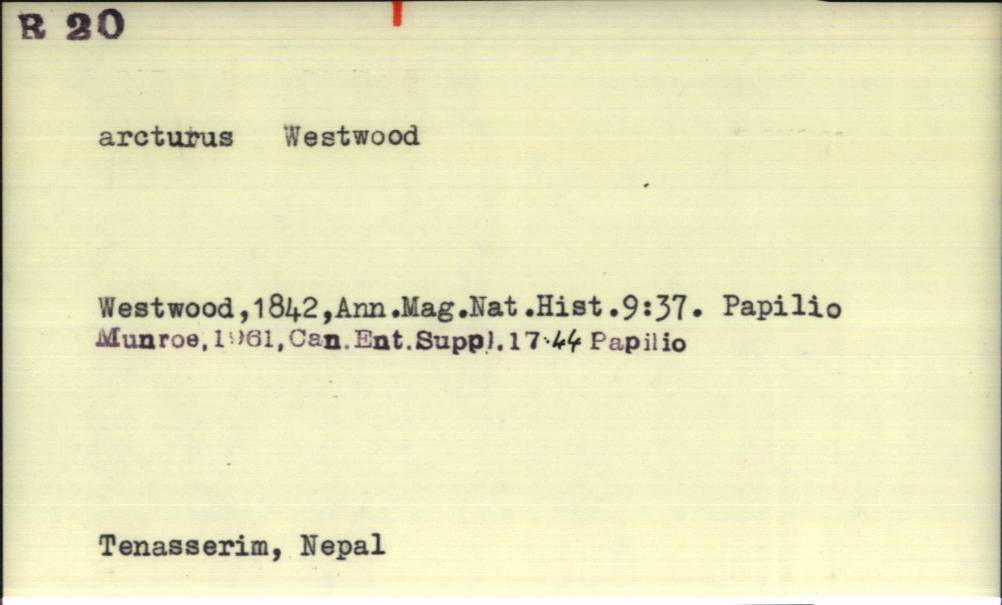 R 20
arcturus Westwood
Westwood,1842,Ann.Mag.Nat.Hist.9:37. Papilio
Munroe,1961,Can.Ent.Suppl.17:44 Papilio
Tenasserim, Nepal